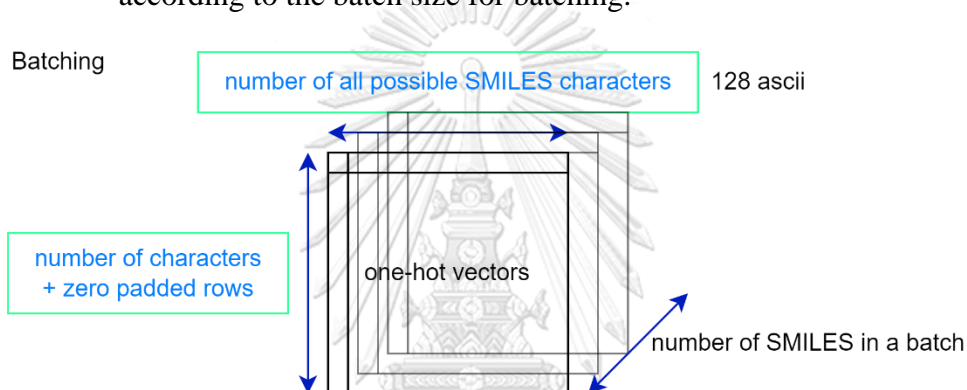 according to the batch size for batching.
Batching
number of all possible SMILES characters
128 ascii
number of characters
+ zero padded rows
one-hot vectors
number of SMILES in a batch